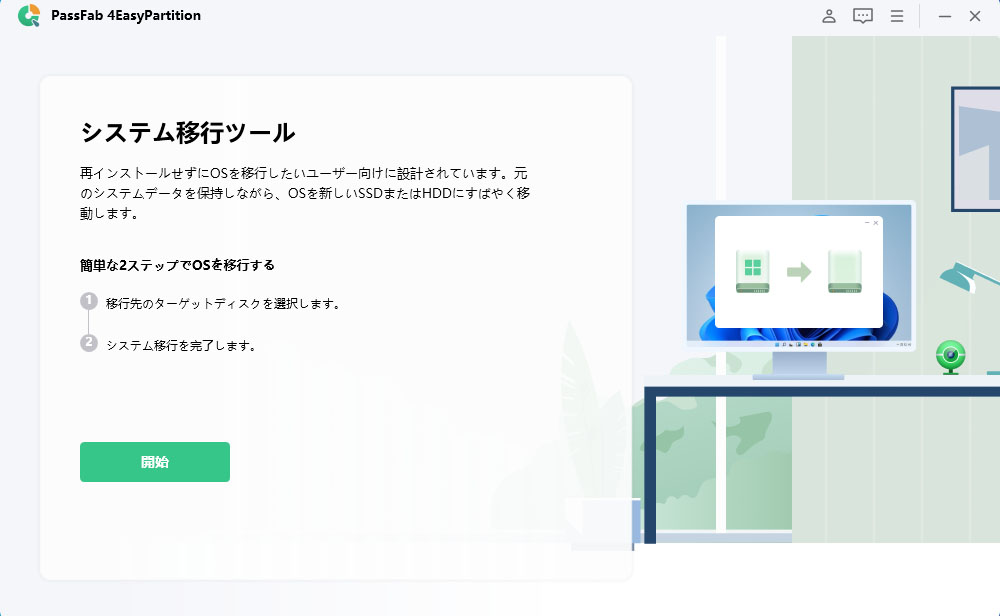 PassFab 4EasyPartition
システム移行ツール
再インストールせずにOSを移行したいユーザー向けに設計されています。元
のシステムデータを保持しながら、OSを新しいSSDまたはHDDにすばやく移
動します。
簡単な2ステップでOSを移行する
1 移行先のターゲットディスクを選択します。
2 システム移行を完了します。
開始